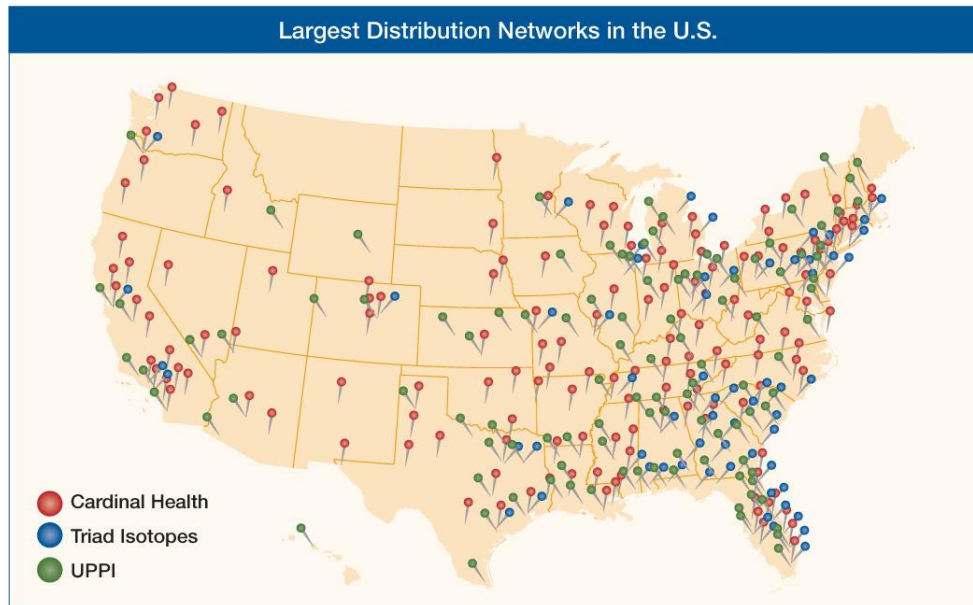 Largest Distribution Networks in the U.S.
Cardinal Health
Triad Isotopes
UPPI